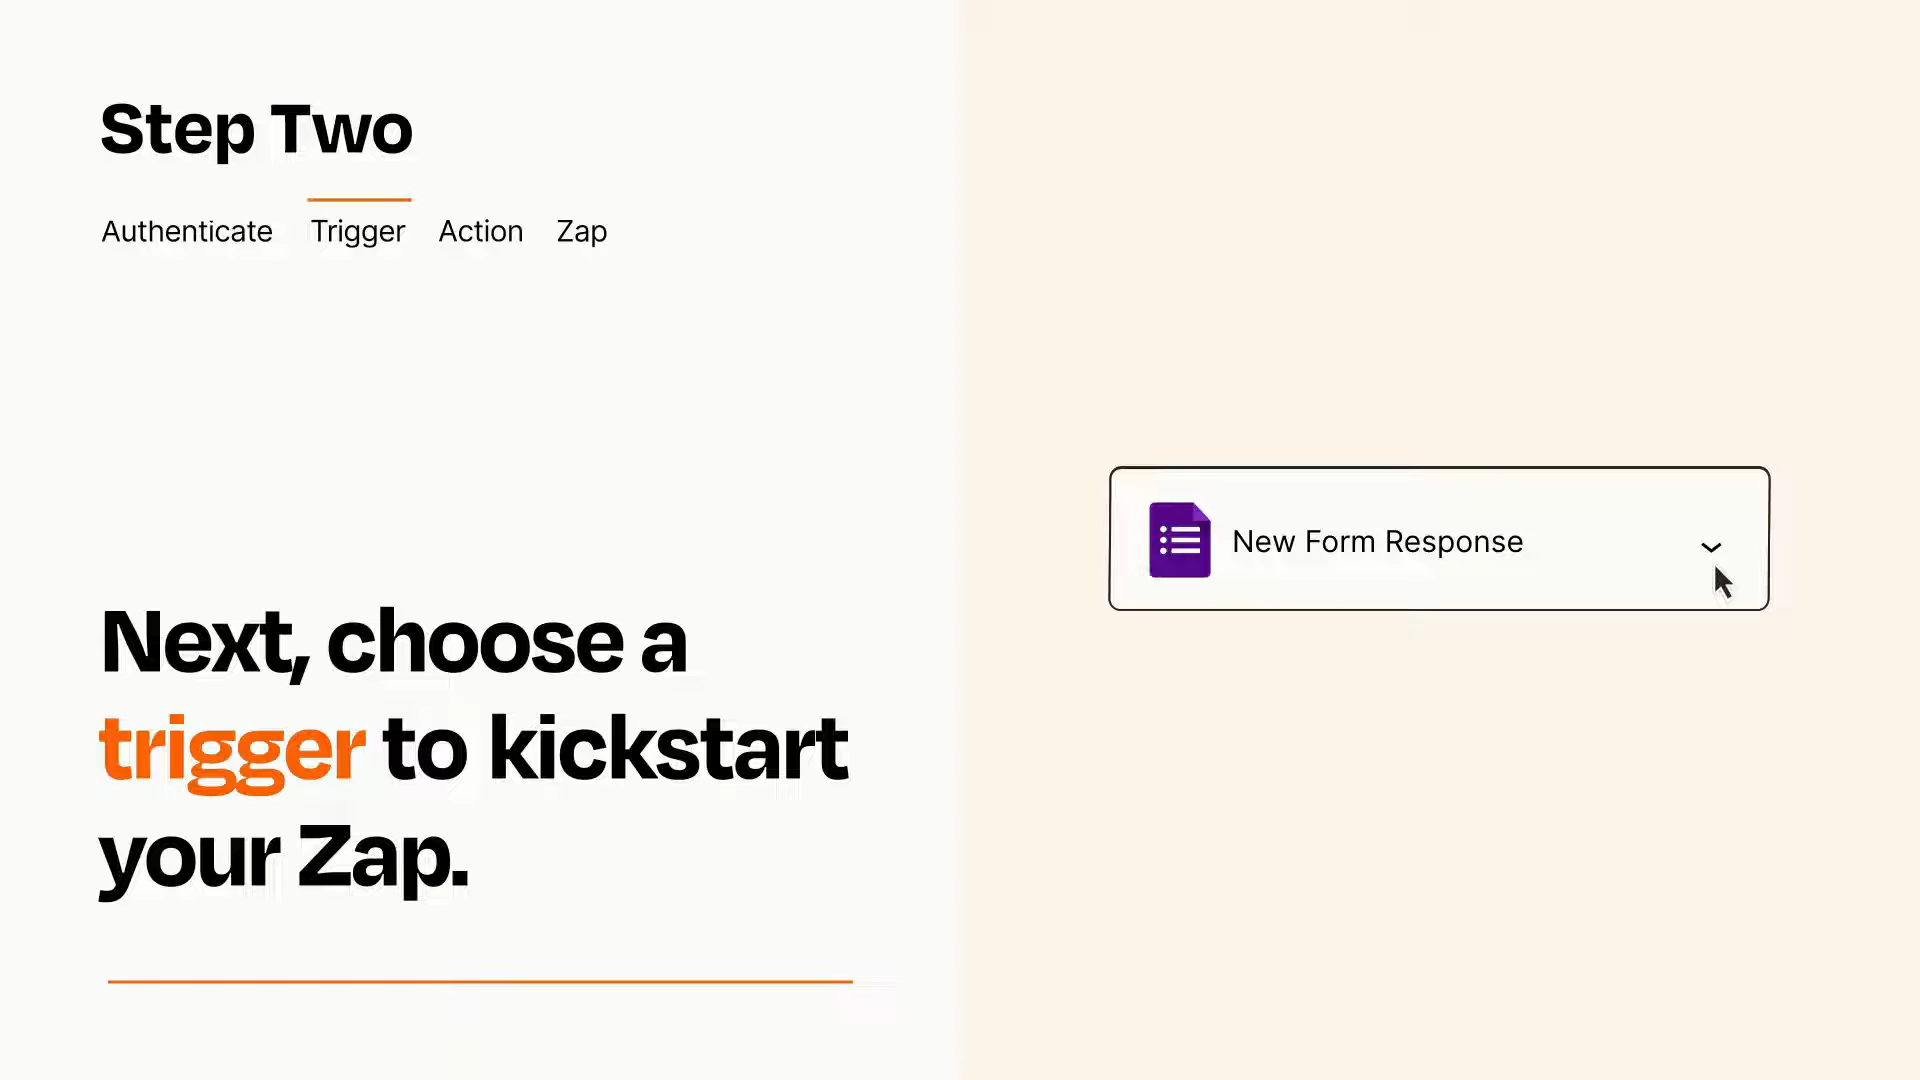 Step Two
Authenticate Trigger Action Zap
Next, choose a
trigger to kickstart
your Zap.
New Form Response